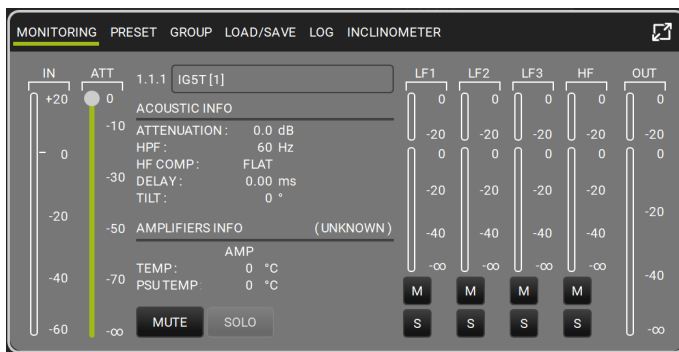 MONITORING PRESET GROUP LOAD/SAVE LOG INCLINOMETER
IN
+20
0
-20
-40
-60
ATT
0
-10
-30
-50
-70
-∞
1.1.1 IG5T [1]
ACOUSTIC INFO
ATTENUATION: 0.0 dB
HPF: 60 Hz
HF COMP: FLAT
DELAY: 0.00 ms
TILT: 0 °
AMPLIFIERS INFO (UNKNOWN)
AMP
TEMP: 0 °C
PSU TEMP: 0 °C
MUTE SOLO
LF1
0
-20
0
-20
-40
-∞
M
S
LF2
0
-20
0
-20
-40
-∞
M
S
LF3
0
-20
0
-20
-40
-∞
M
S
HF
0
-20
0
-20
-40
-∞
M
S
OUT
0
-20
0
-20
-40
-∞